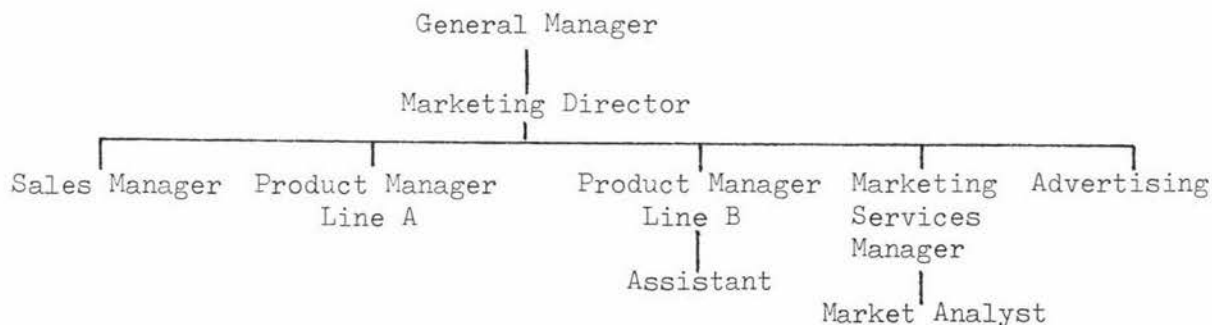 General Manager
Marketing Director
Sales Manager
Product Manager
Line A
Product Manager
Line B
Assistant
Marketing
Services
Manager
Market Analyst
Advertising